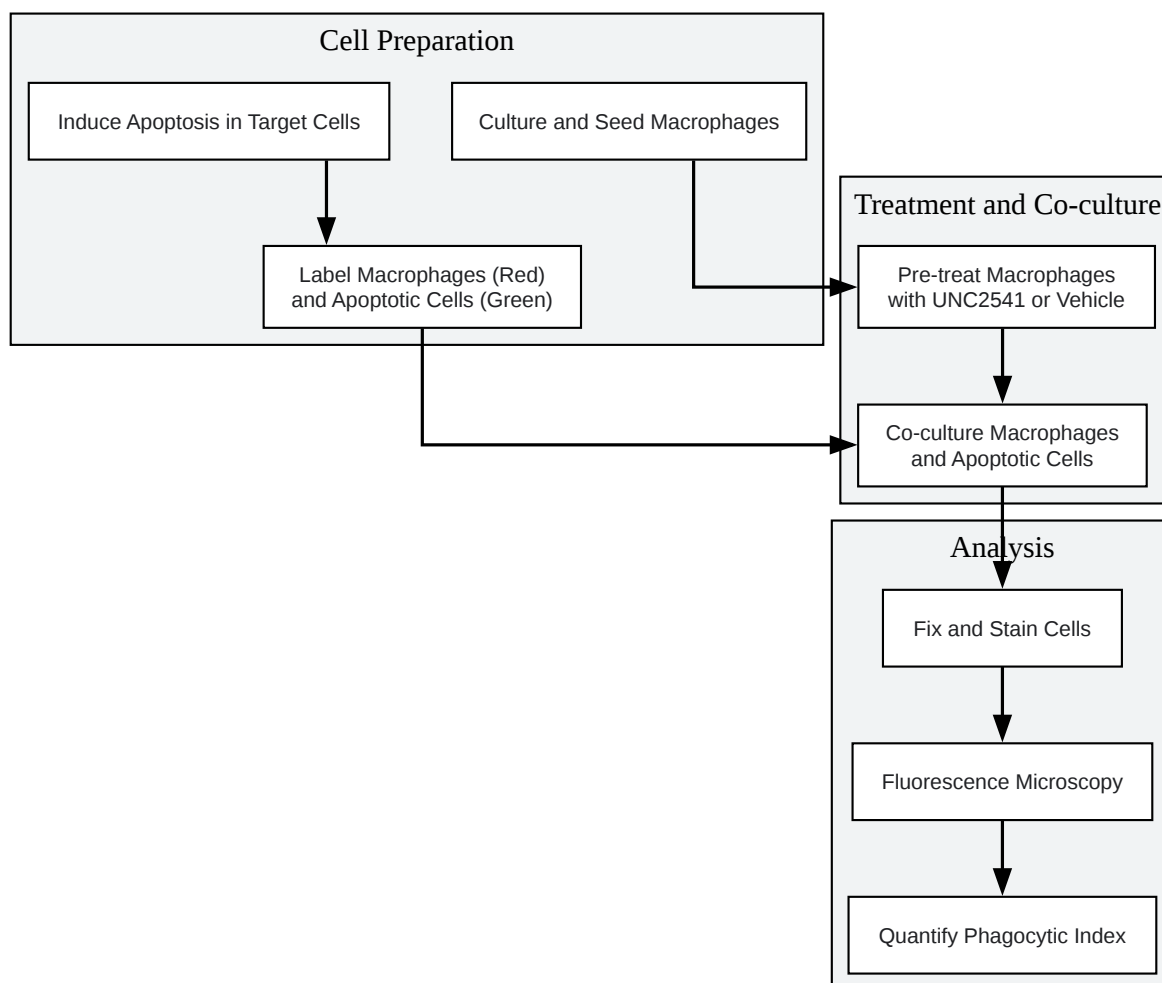 Cell Preparation
Induce Apoptosis in Target Cells
Culture and Seed Macrophages
Label Macrophages (Red)
and Apoptotic Cells (Green)
Treatment and Co-culture
Pre-treat Macrophages
with UNC2541 or Vehicle
Co-culture Macrophages
and Apoptotic Cells
Analysis
Fix and Stain Cells
Fluorescence Microscopy
Quantify Phagocytic Index